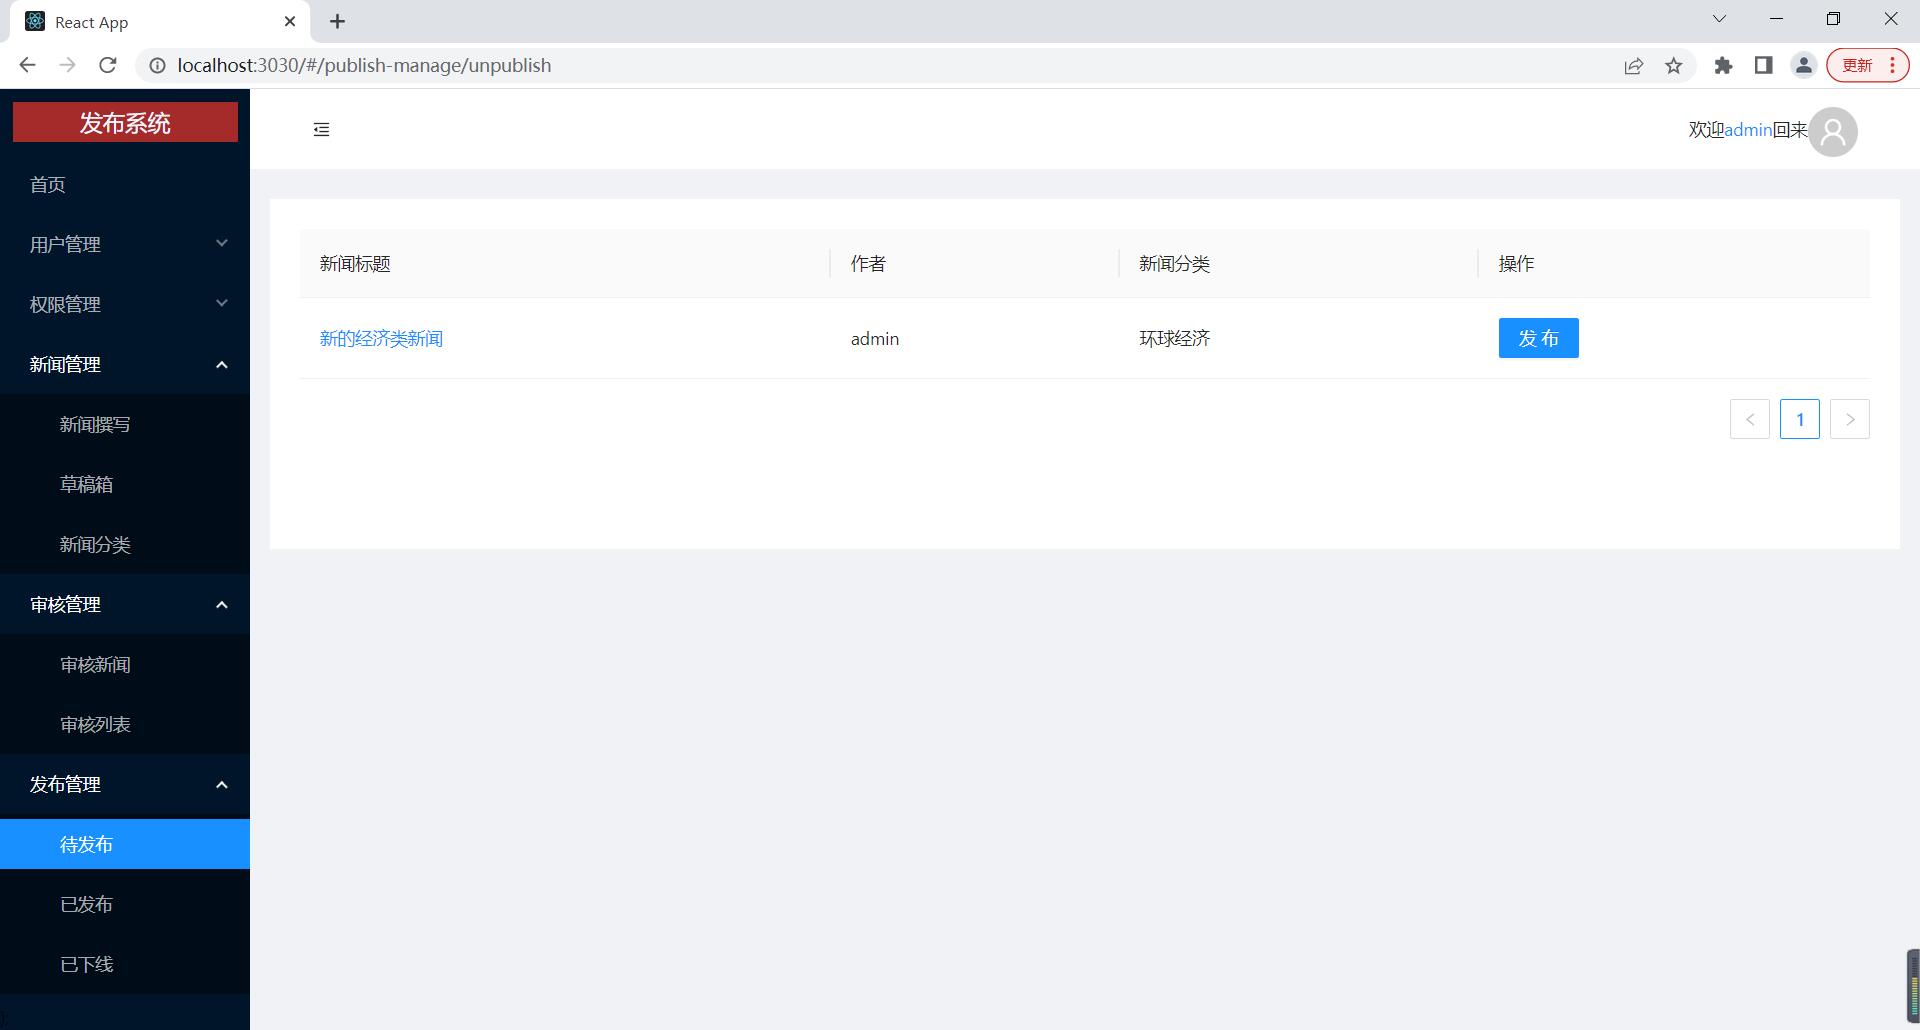 React App
localhost:3030/#/publish-manage/unpublish
更新
发布系统
欢迎admin回来
首页
用户管理
权限管理
新闻管理
新闻撰写
草稿箱
新闻分类
审核管理
审核新闻
审核列表
发布管理
待发布
已发布
已下线
新闻标题 作者 新闻分类 操作
新的经济类新闻 admin 环球经济 发布
1